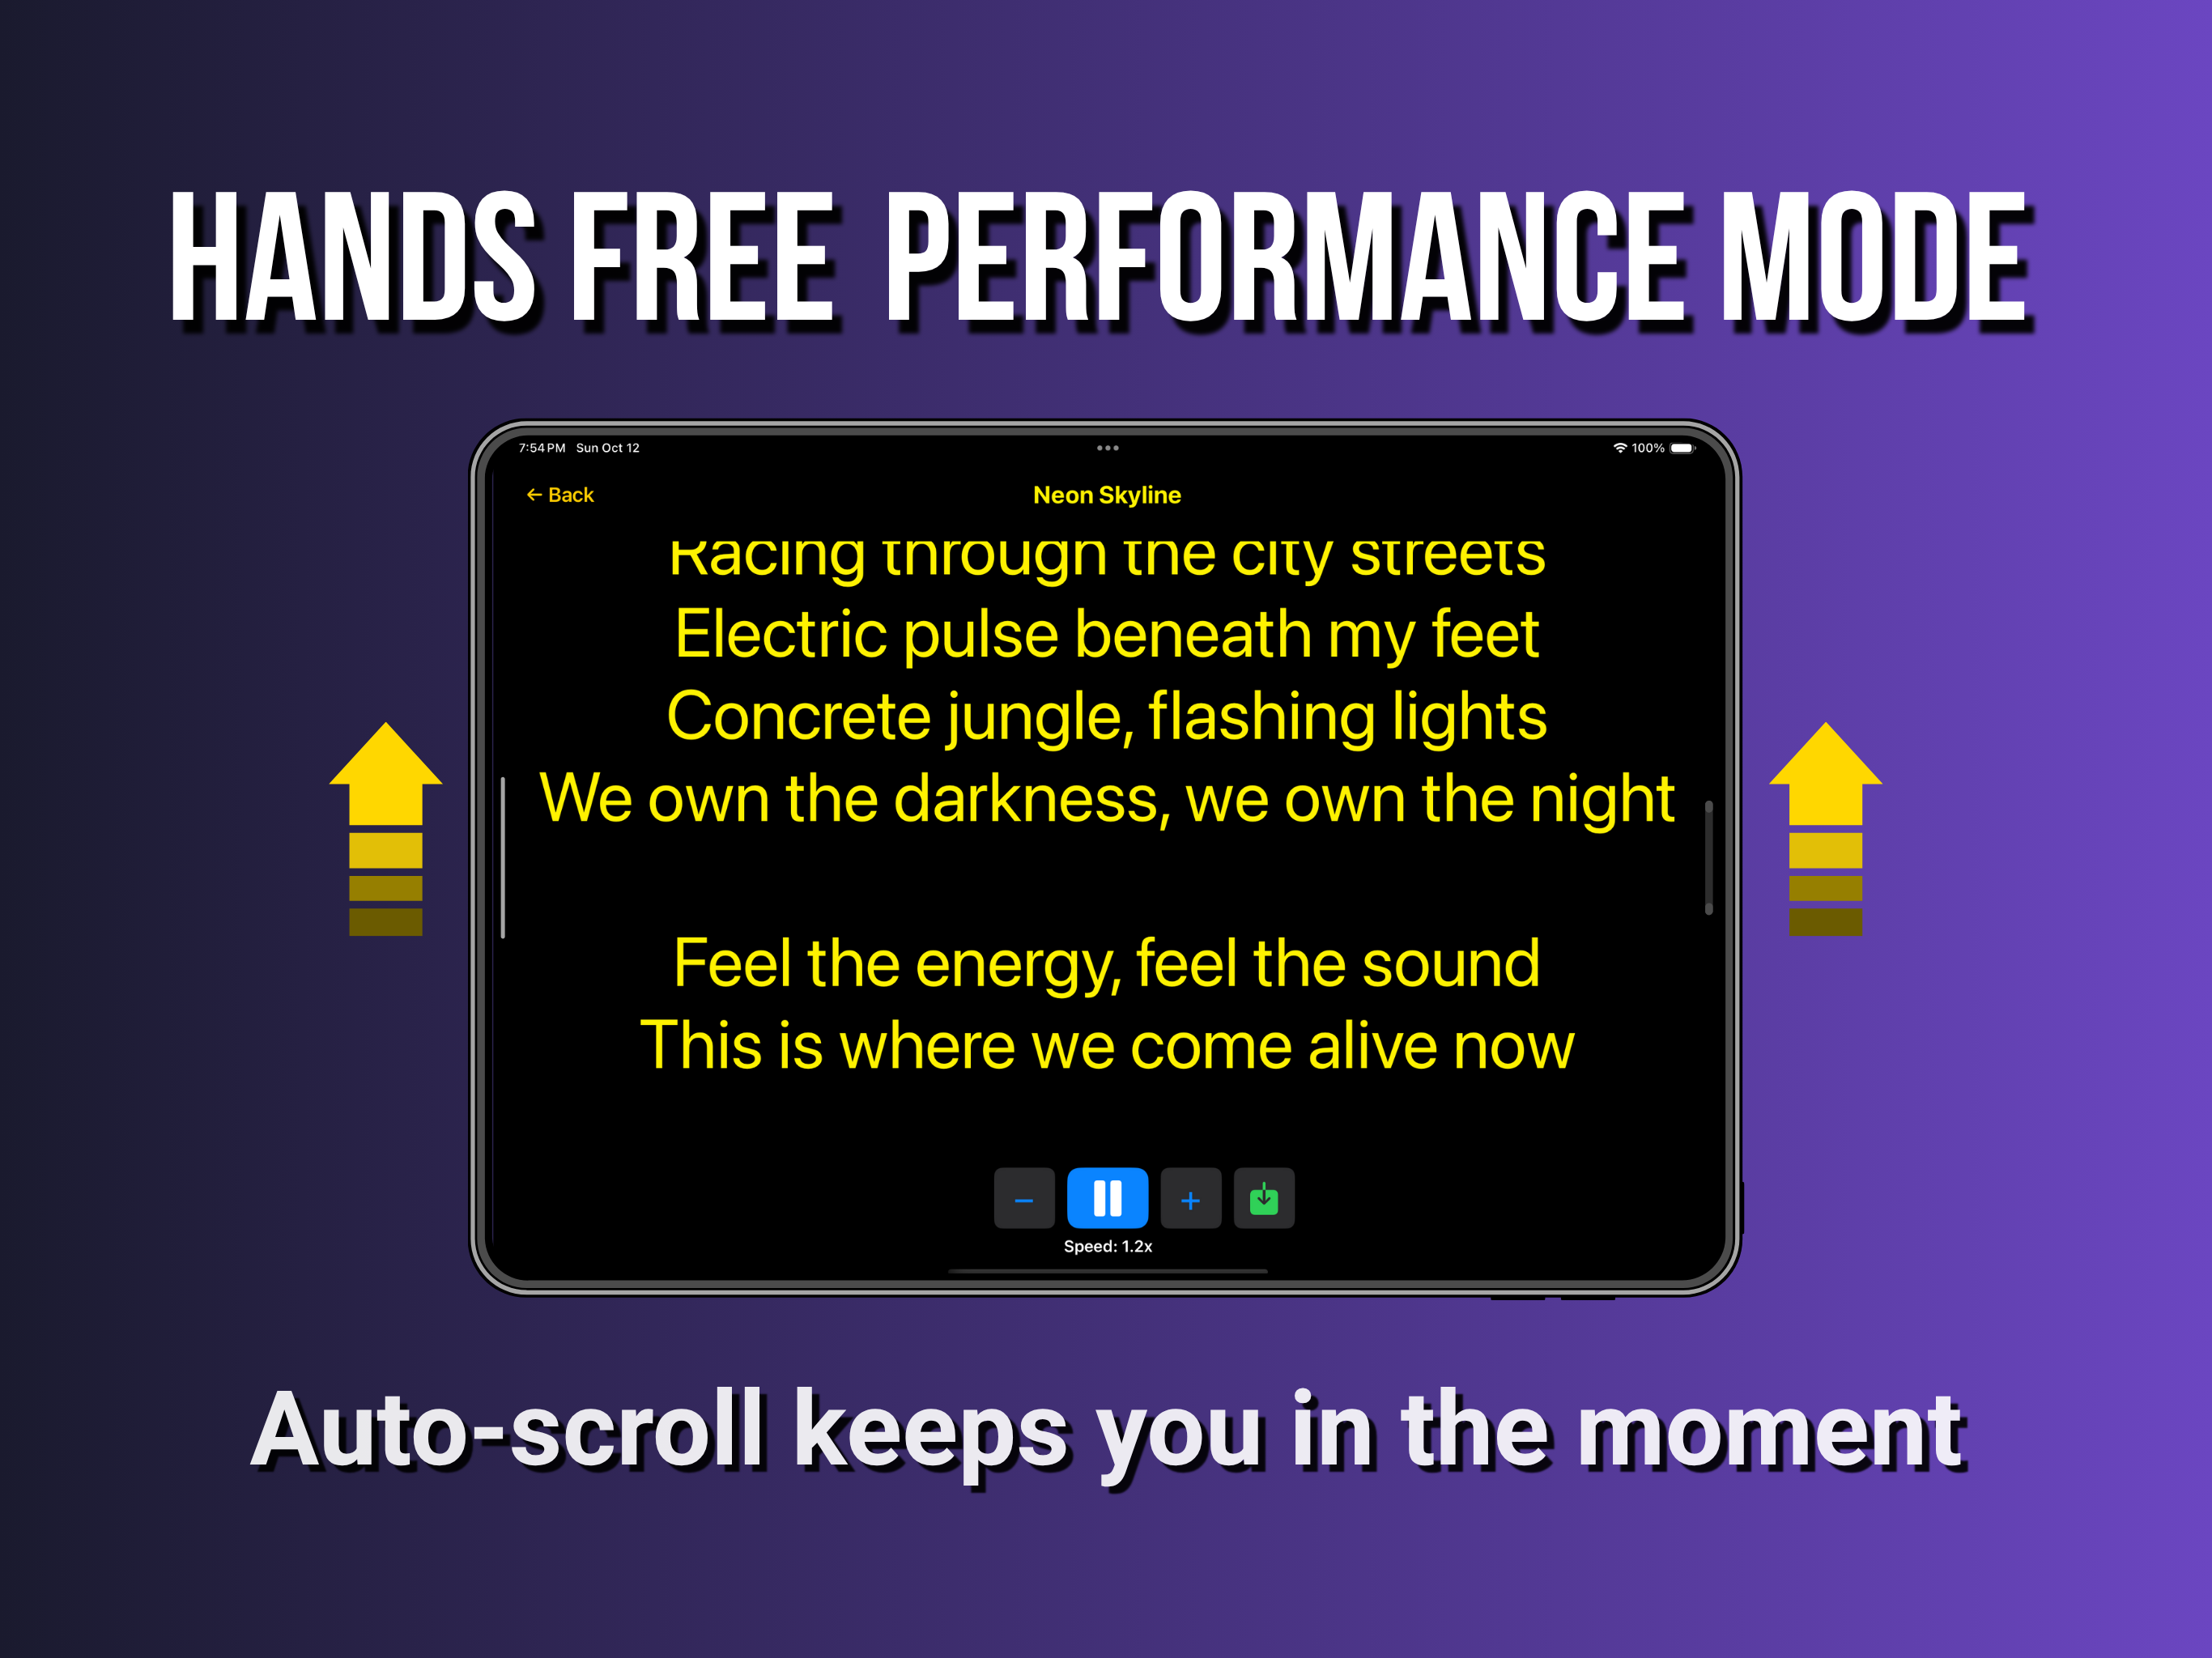 HANDS FREE PERFORMANCE MODE
7:54 PM Sun Oct 12
100%
← Back
Neon Skyline
Racing through the city streets
Electric pulse beneath my feet
Concrete jungle, flashing lights
We own the darkness, we own the night
Feel the energy, feel the sound
This is where we come alive now
Speed: 1.2x
Auto-scroll keeps you in the moment